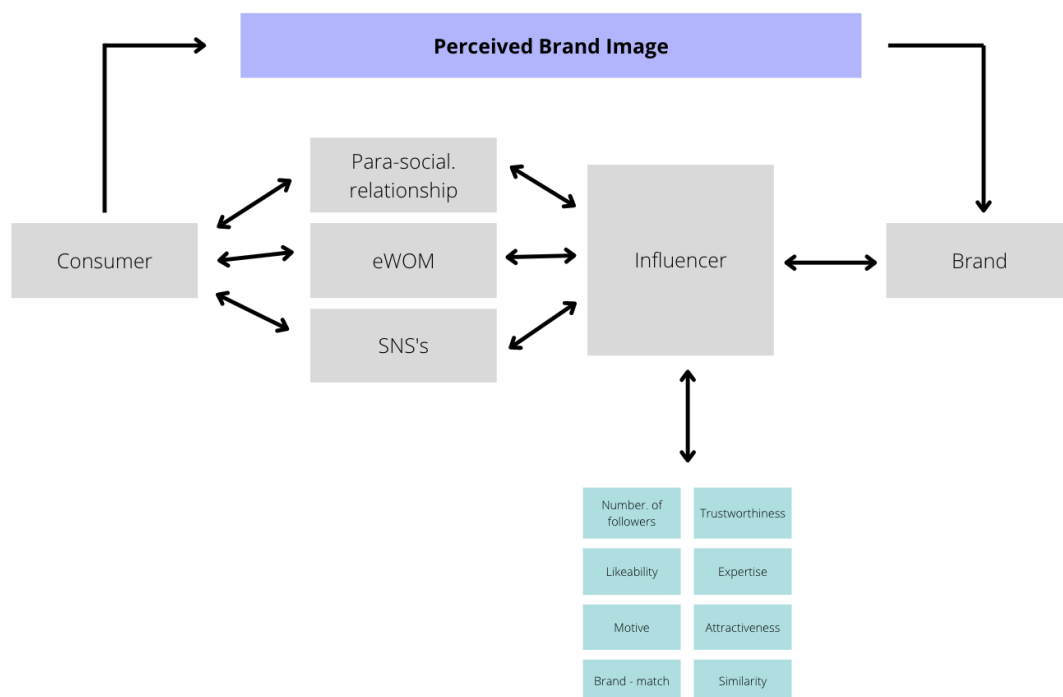 Perceived Brand Image
Para-social.
relationship
Consumer
eWOM
Influencer
Brand
SNS's
Number. of
followers
Trustworthiness
Likeability
Expertise
Motive
Attractiveness
Brand - match
Similarity